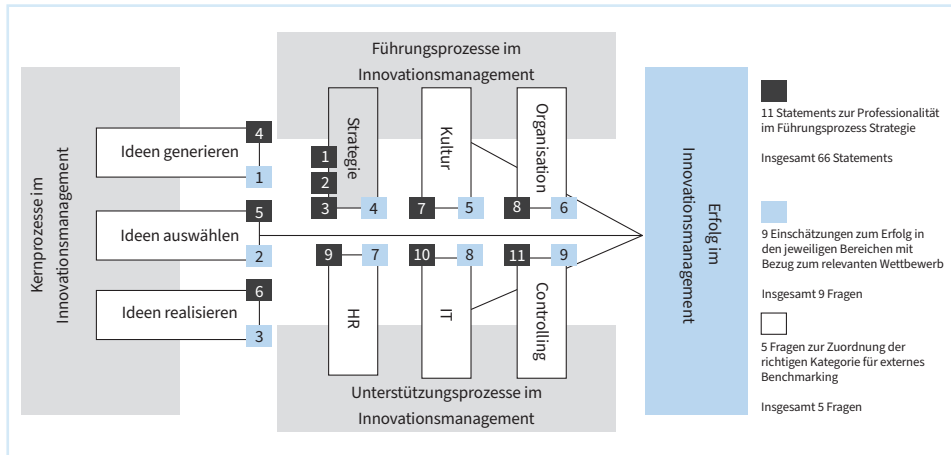 Führungsprozesse im
Innovationsmanagement
Kernprozesse im
Innovationsmanagement
Ideen generieren
4
1
Ideen auswählen
5
2
Ideen realisieren
6
3
Strategie
1
2
3
4
Kultur
7
5
Organisation
8
6
9
7
HR
10
8
IT
11
9
Controlling
Unterstützungsprozesse im
Innovationsmanagement
Erfolg im
Innovationsmanagement
11 Statements zur Professionalität
im Führungsprozess Strategie
Insgesamt 66 Statements
9 Einschätzungen zum Erfolg in
den jeweiligen Bereichen mit
Bezug zum relevanten Wettbewerb
Insgesamt 9 Fragen
5 Fragen zur Zuordnung der
richtigen Kategorie für externes
Benchmarking
Insgesamt 5 Fragen